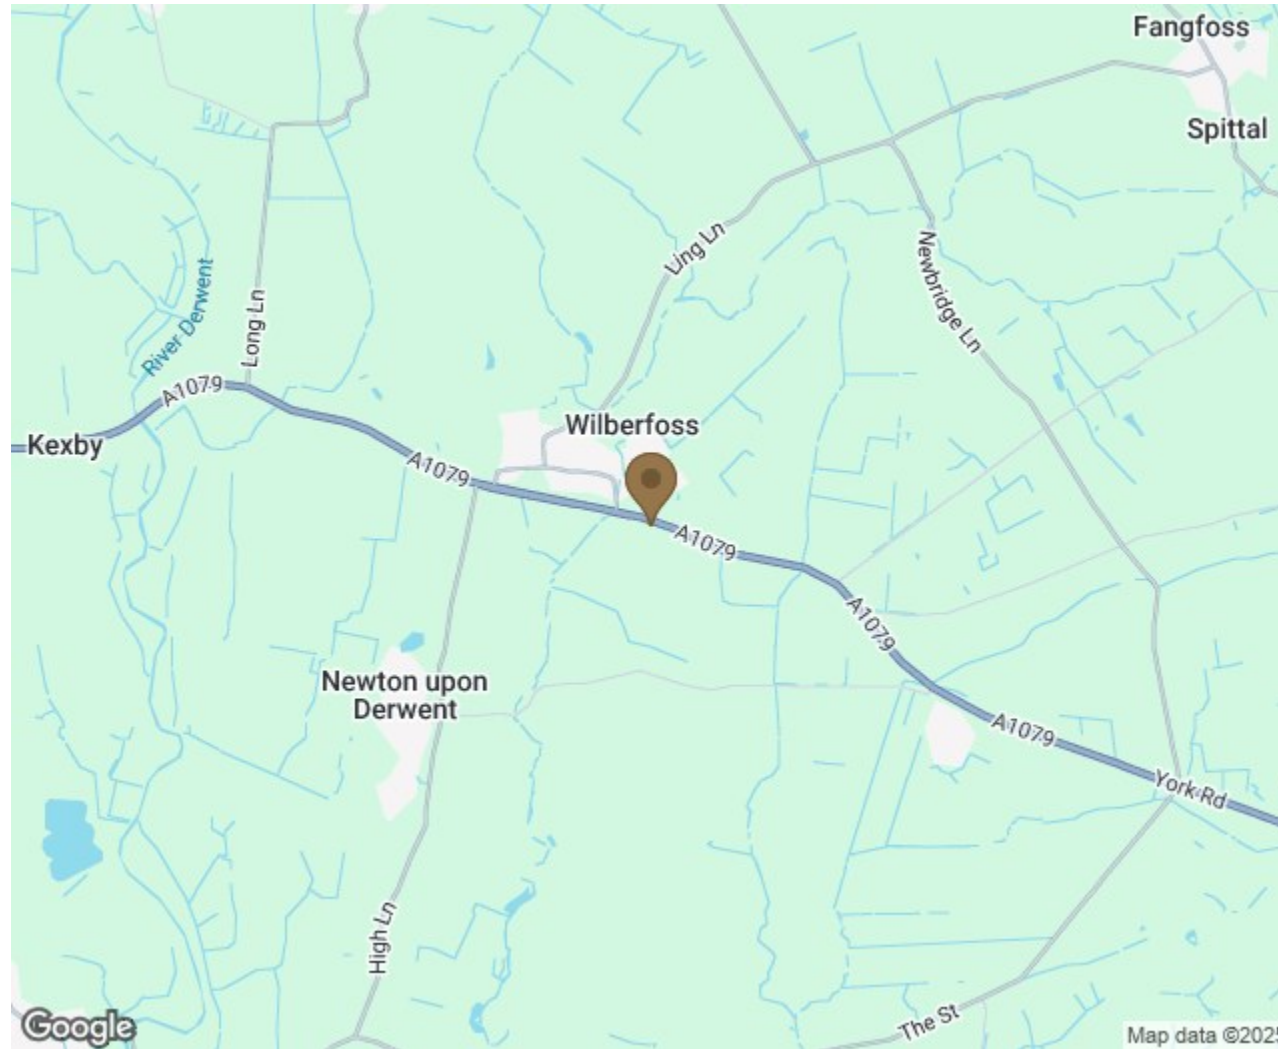 Fangfoss
Spittal
Ling Ln
Newbridge Ln
River Derwent
Long Ln
A1079
Kexby
Wilberfoss
A1079
A1079
A1079
Newton upon
Derwent
A1079
York Rd
High Ln
The St
Google
Map data ©2025